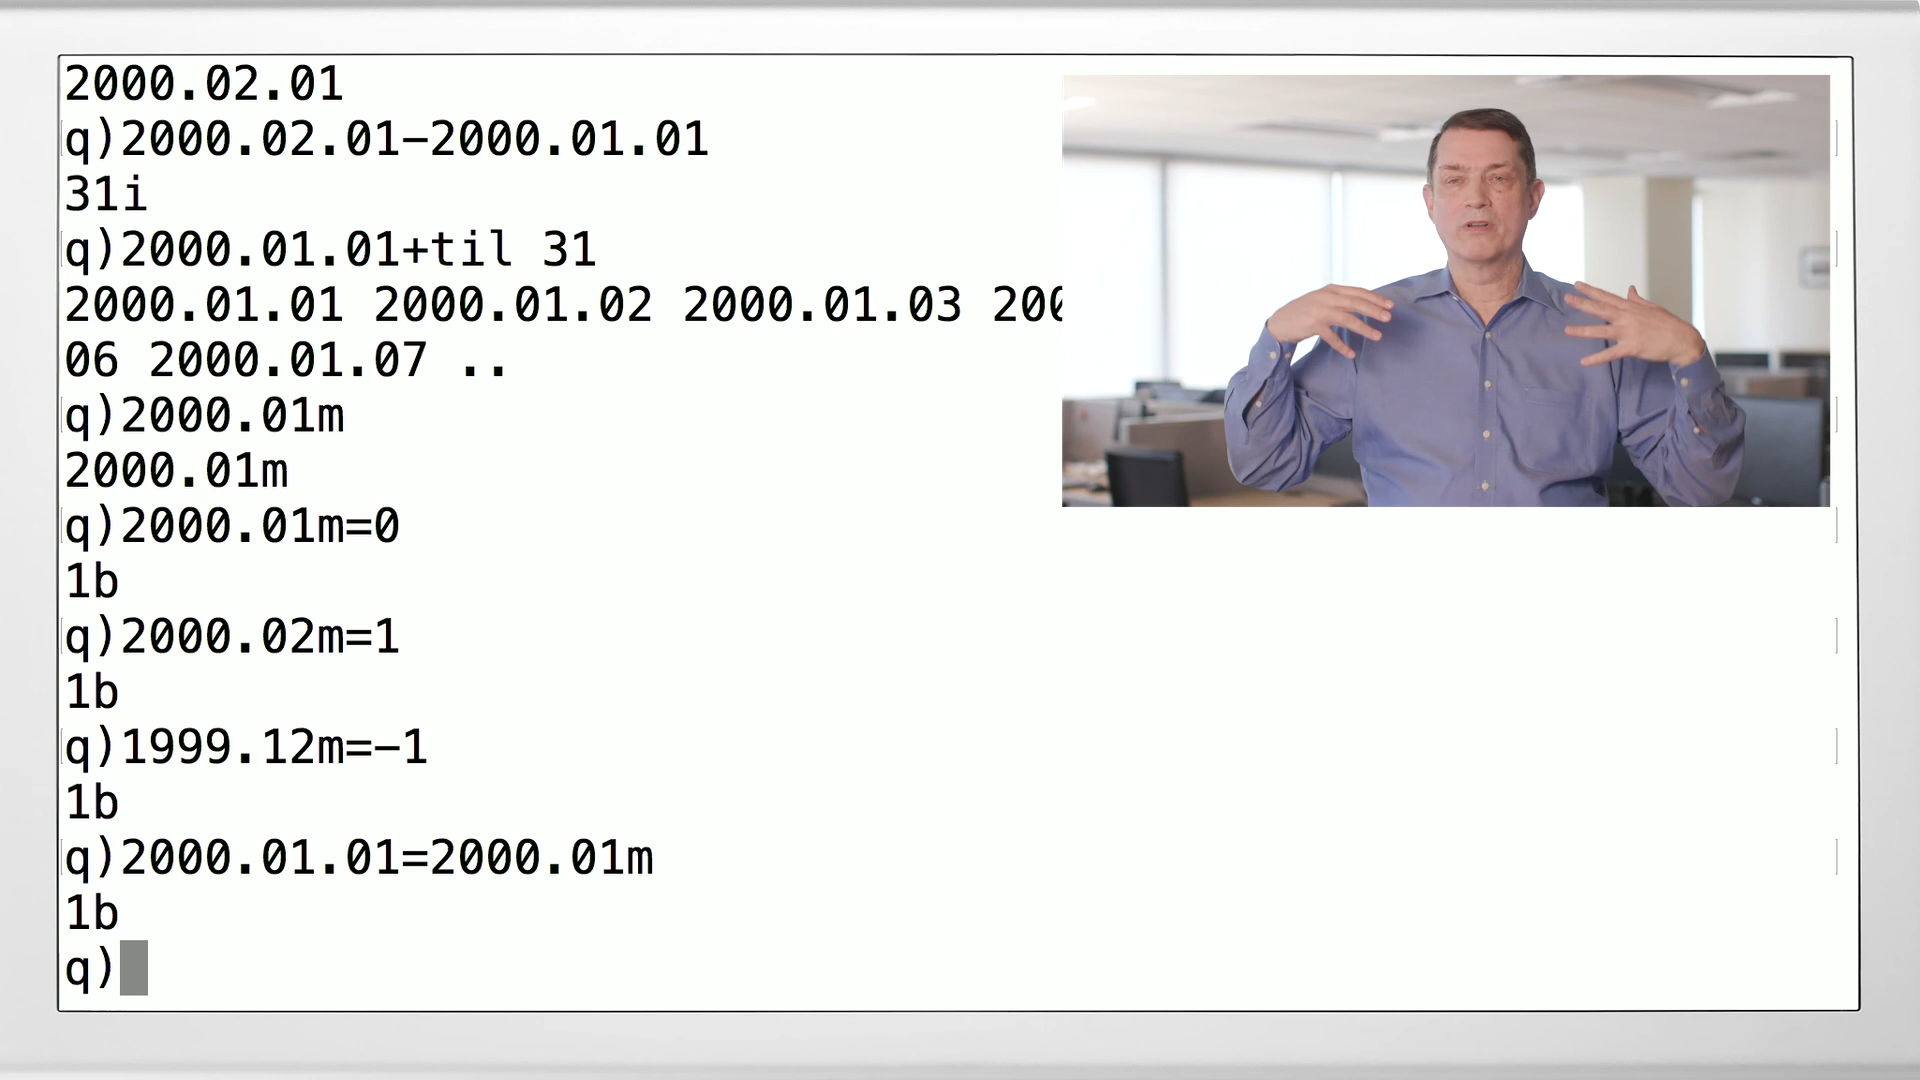 2000.02.01
q)2000.02.01-2000.01.01
31i
q)2000.01.01+til 31
2000.01.01 2000.01.02 2000.01.03 200
06 2000.01.07 ..
q)2000.01m
2000.01m
q)2000.01m=0
1b
q)2000.02m=1
1b
q)1999.12m=-1
1b
q)2000.01.01=2000.01m
1b
q)